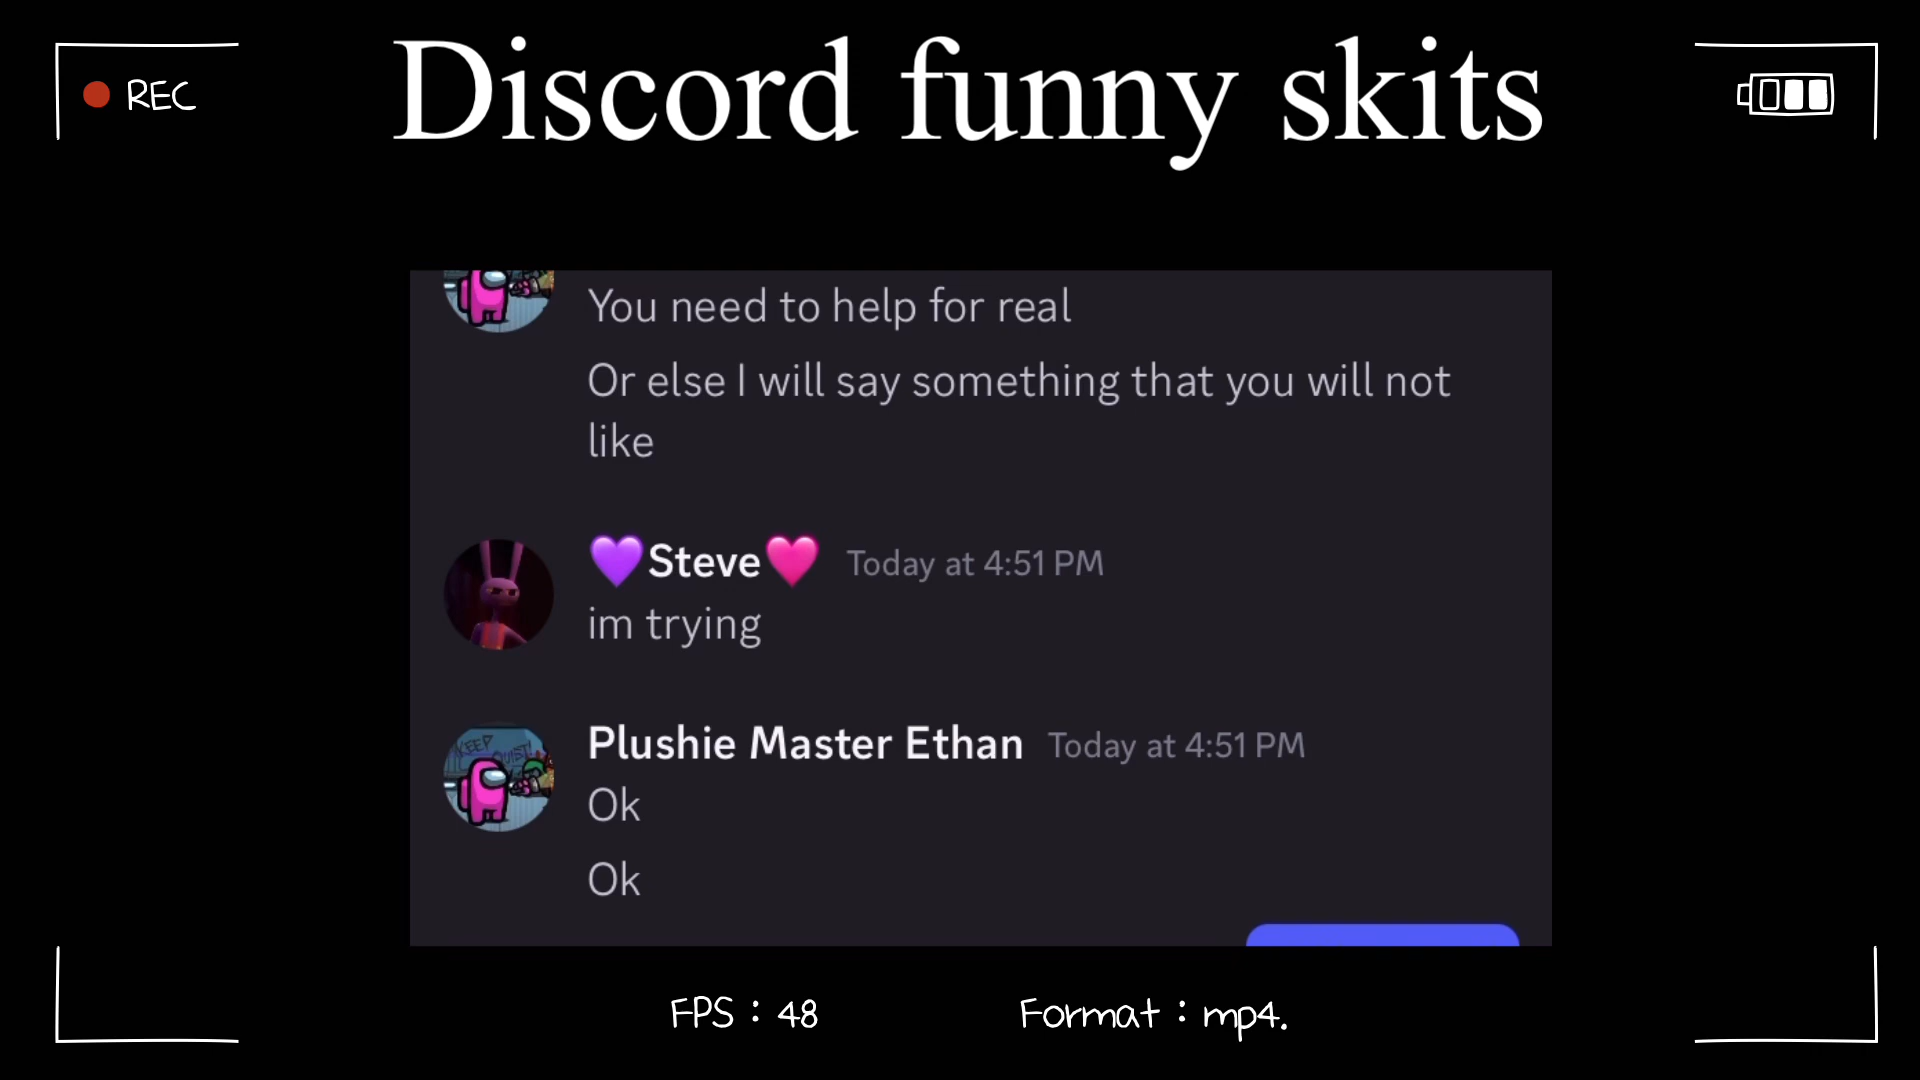 Discord funny skits
REC
You need to help for real
Or else I will say something that you will not
like
💜Steve🩷 Today at 4:51 PM
im trying
Plushie Master Ethan Today at 4:51 PM
KEEP
QUIET!
Ok
Ok
FPS : 48
Format : mp4.